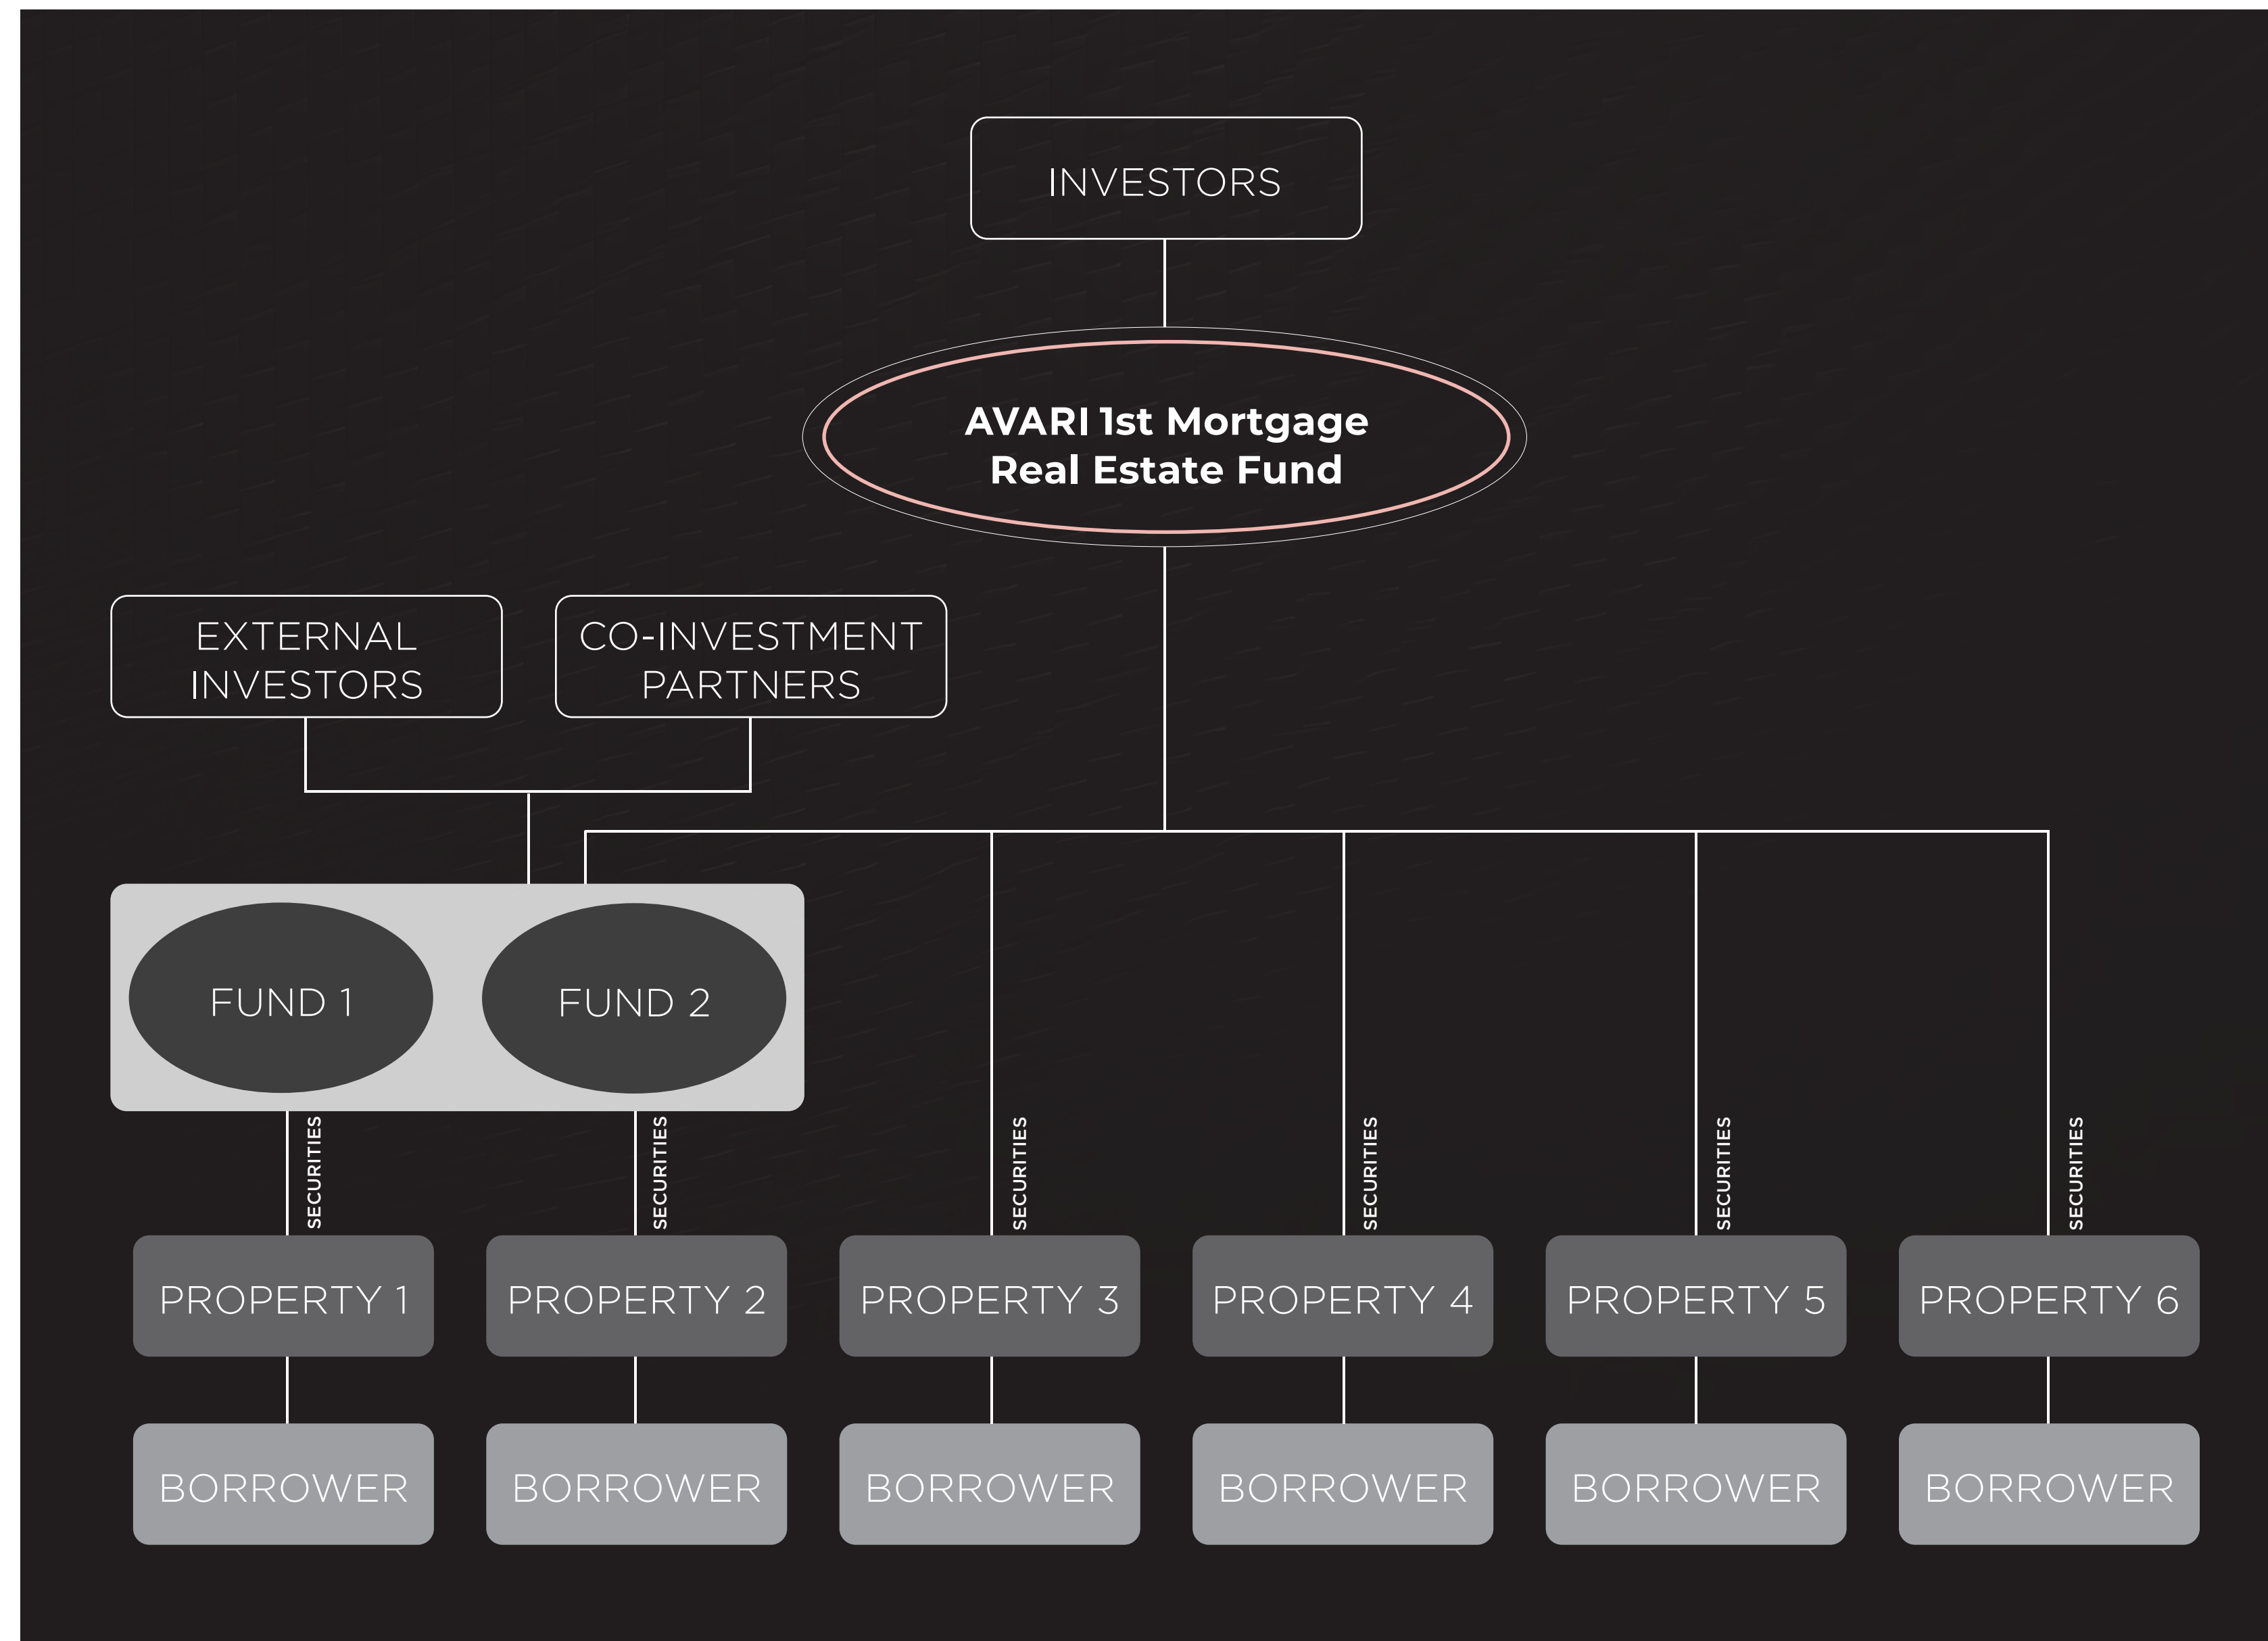 INVESTORS
AVARI 1st Mortgage
Real Estate Fund
EXTERNAL
INVESTORS
CO-INVESTMENT
PARTNERS
FUND 1
FUND 2
SECURITIES
SECURITIES
SECURITIES
SECURITIES
SECURITIES
SECURITIES
PROPERTY 1
PROPERTY 2
PROPERTY 3
PROPERTY 4
PROPERTY 5
PROPERTY 6
BORROWER
BORROWER
BORROWER
BORROWER
BORROWER
BORROWER